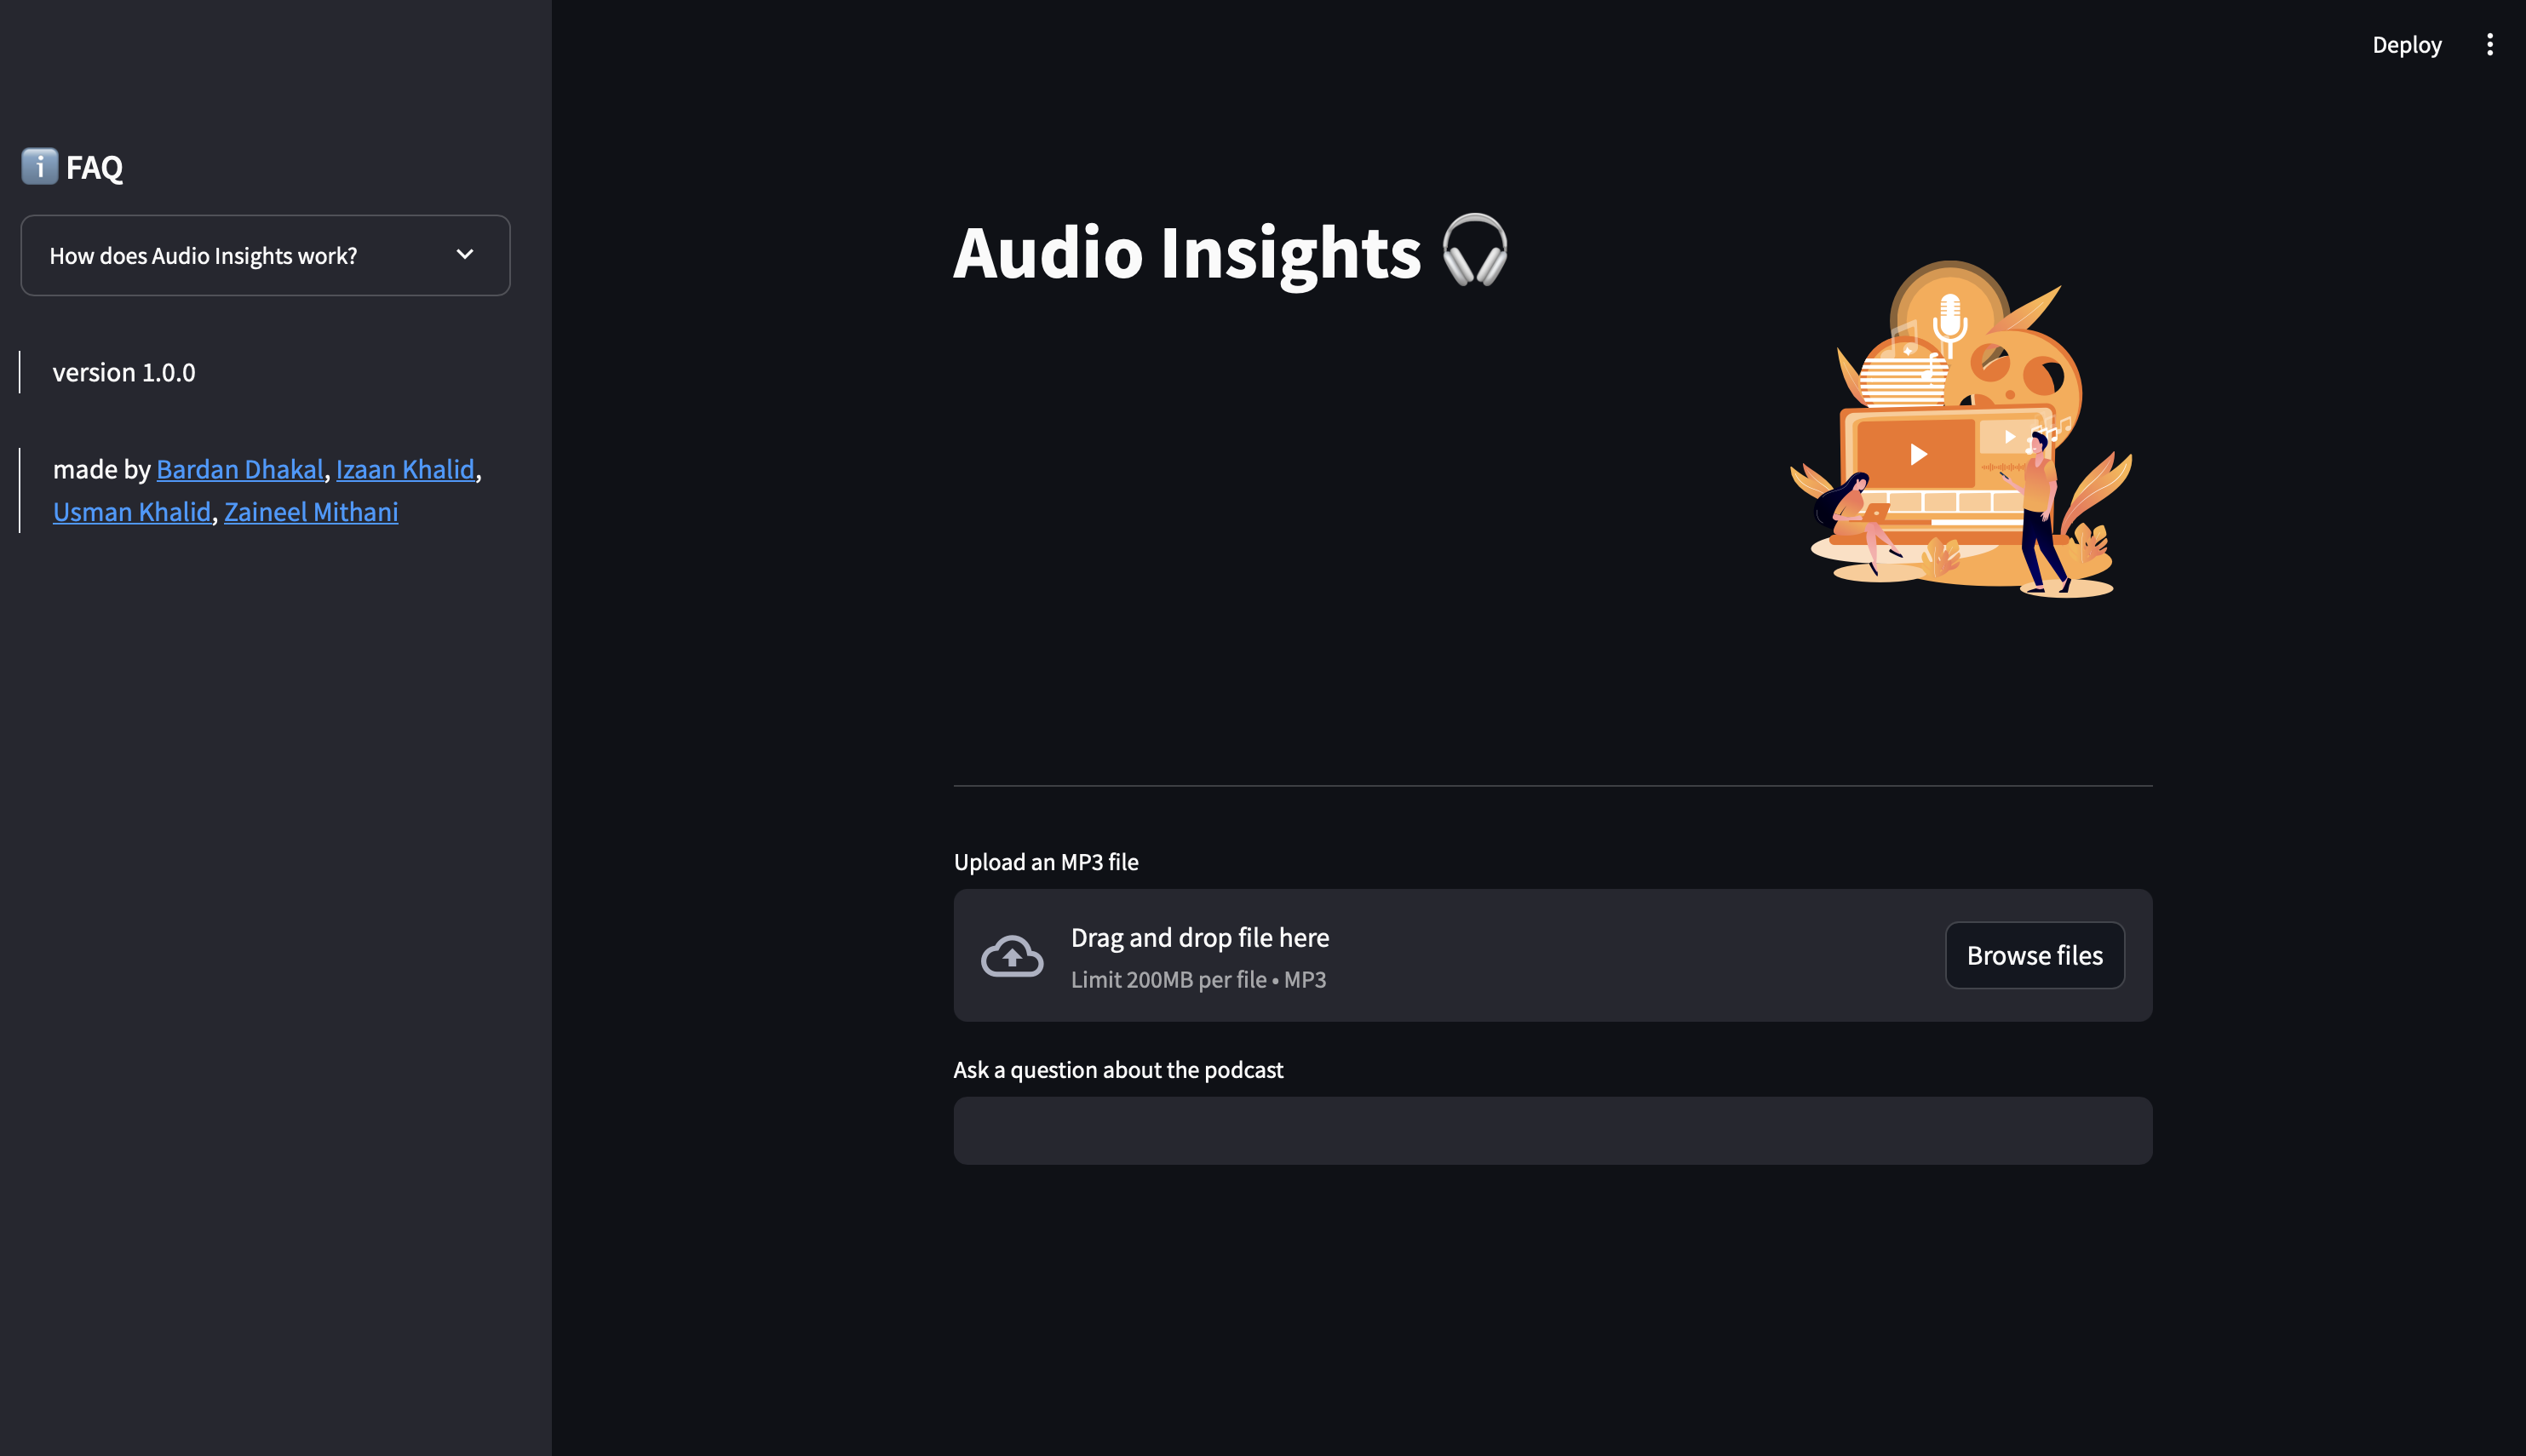 Deploy
ℹ️ FAQ
How does Audio Insights work?
version 1.0.0
made by Bardan Dhakal, Izaan Khalid,
Usman Khalid, Zaineel Mithani
Audio Insights 🎧
Upload an MP3 file
Drag and drop file here
Limit 200MB per file • MP3
Browse files
Ask a question about the podcast